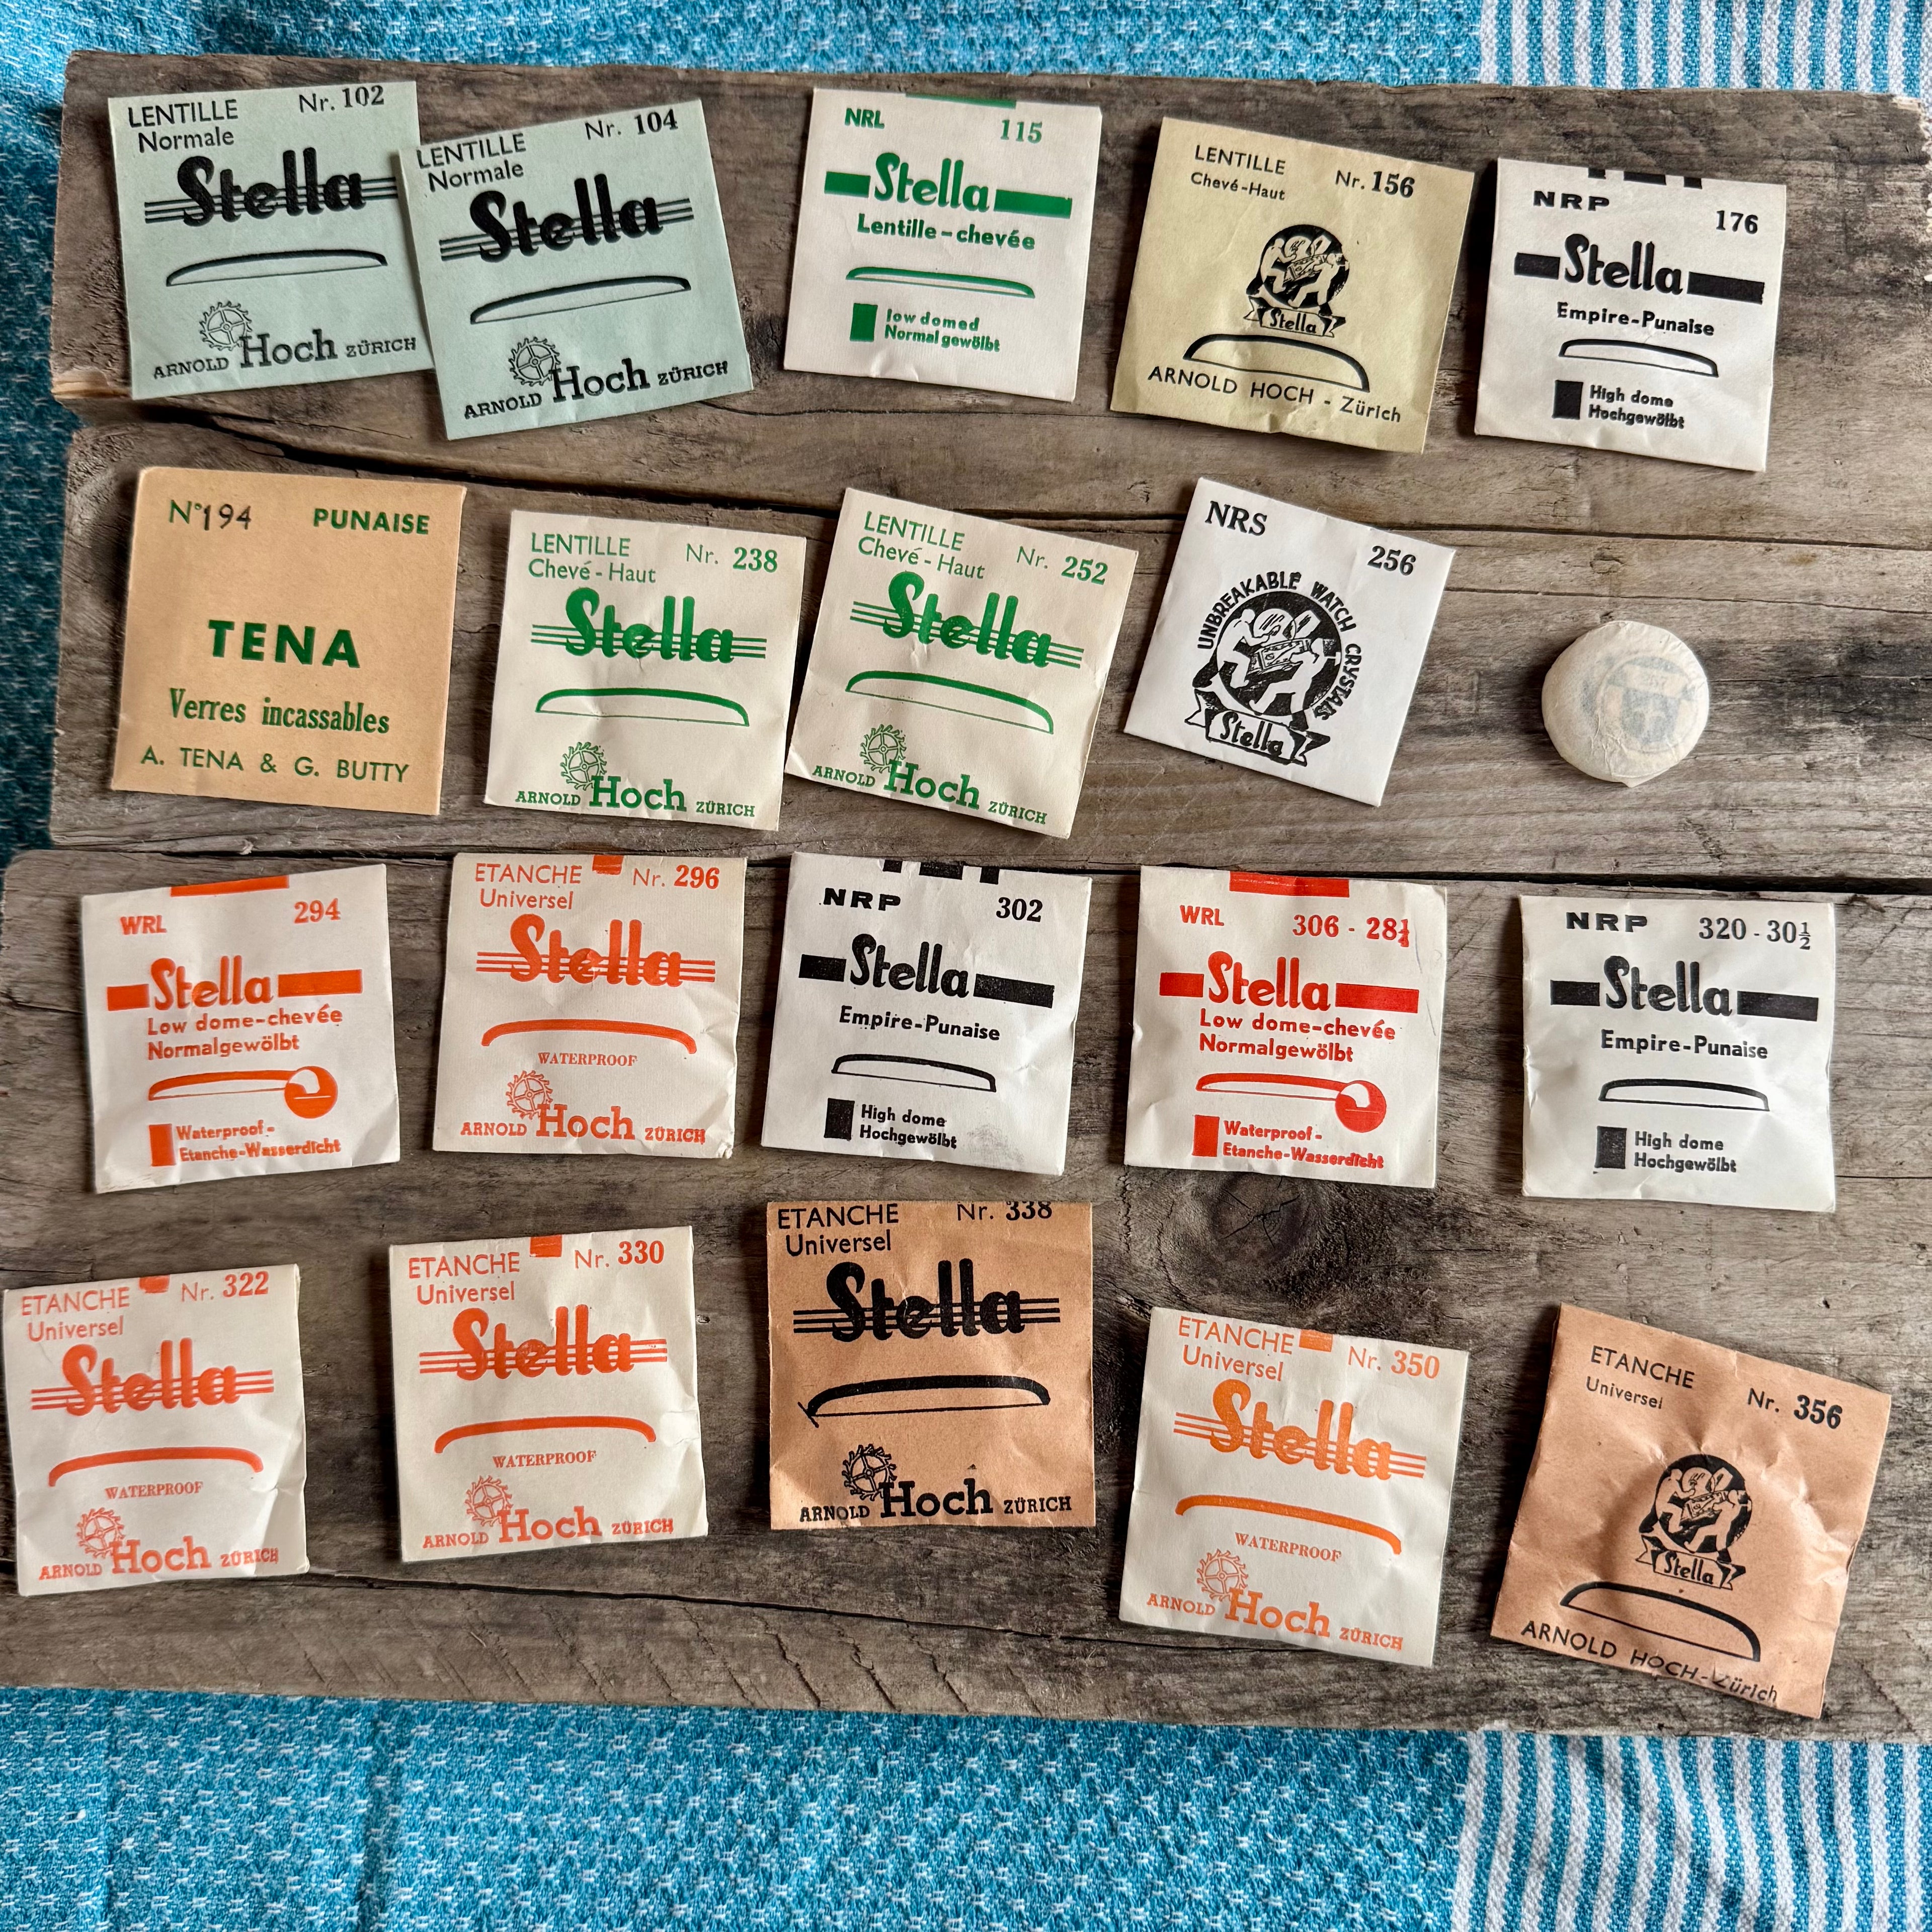 LENTILLE Nr. 102
Normale
Stella
ARNOLD Hoch ZÜRICH
LENTILLE Nr. 104
Normale
Stella
ARNOLD Hoch ZÜRICH
NRL 115
Stella
Lentille-chevée
low domed
Normal gewölbt
LENTILLE Nr. 156
Chevé-Haut
Stella
ARNOLD HOCH - Zürich
NRP 176
Stella
Empire-Punaise
High dome
Hochgewölbt
N° 194 PUNAISE
TENA
Verres incassables
A. TENA & G. BUTTY
LENTILLE Nr. 238
Chevé - Haut
Stella
ARNOLD Hoch ZÜRICH
LENTILLE Nr. 252
Chevé - Haut
Stella
ARNOLD Hoch ZÜRICH
NRS 256
UNBREAKABLE WATCH CRYSTALS
Stella
WRL 294
Stella
Low dome-chevée
Normalgewölbt
Waterproof-
Etanche-Wasserdicht
ETANCHE Nr. 296
Universel
Stella
WATERPROOF
ARNOLD Hoch ZÜRICH
NRP 302
Stella
Empire-Punaise
High dome
Hochgewölbt
WRL 306 - 28¼
Stella
Low dome-chevée
Normalgewölbt
Waterproof-
Etanche-Wasserdicht
NRP 320 - 30½
Stella
Empire-Punaise
High dome
Hochgewölbt
ETANCHE Nr. 322
Universel
Stella
WATERPROOF
ARNOLD Hoch ZÜRICH
ETANCHE Nr. 330
Universel
Stella
WATERPROOF
ARNOLD Hoch ZÜRICH
ETANCHE Nr. 338
Universel
Stella
ARNOLD Hoch ZÜRICH
ETANCHE Nr. 350
Universel
Stella
WATERPROOF
ARNOLD Hoch ZÜRICH
ETANCHE Nr. 356
Universel
Stella
ARNOLD HOCH - Zürich